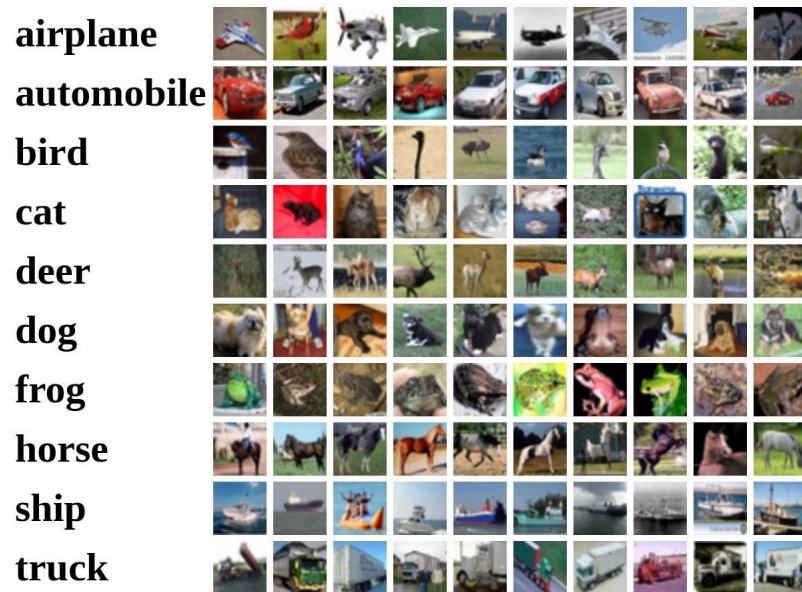 airplane
automobile
bird
cat
deer
dog
frog
horse
ship
truck